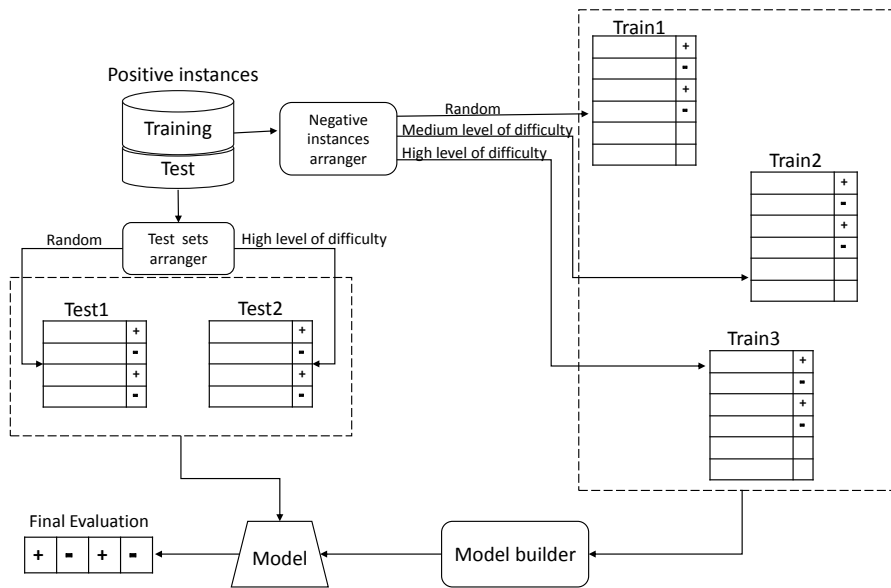 Positive instances
Training
Test
Negative
instances
arranger
Random
Medium level of difficulty
High level of difficulty
Train1
+
-
+
-
Train2
+
-
+
-
Train3
+
-
+
-
Test sets
arranger
Random
High level of difficulty
Test1
+
-
+
-
Test2
+
-
+
-
Final Evaluation
+ - + -
Model
Model builder